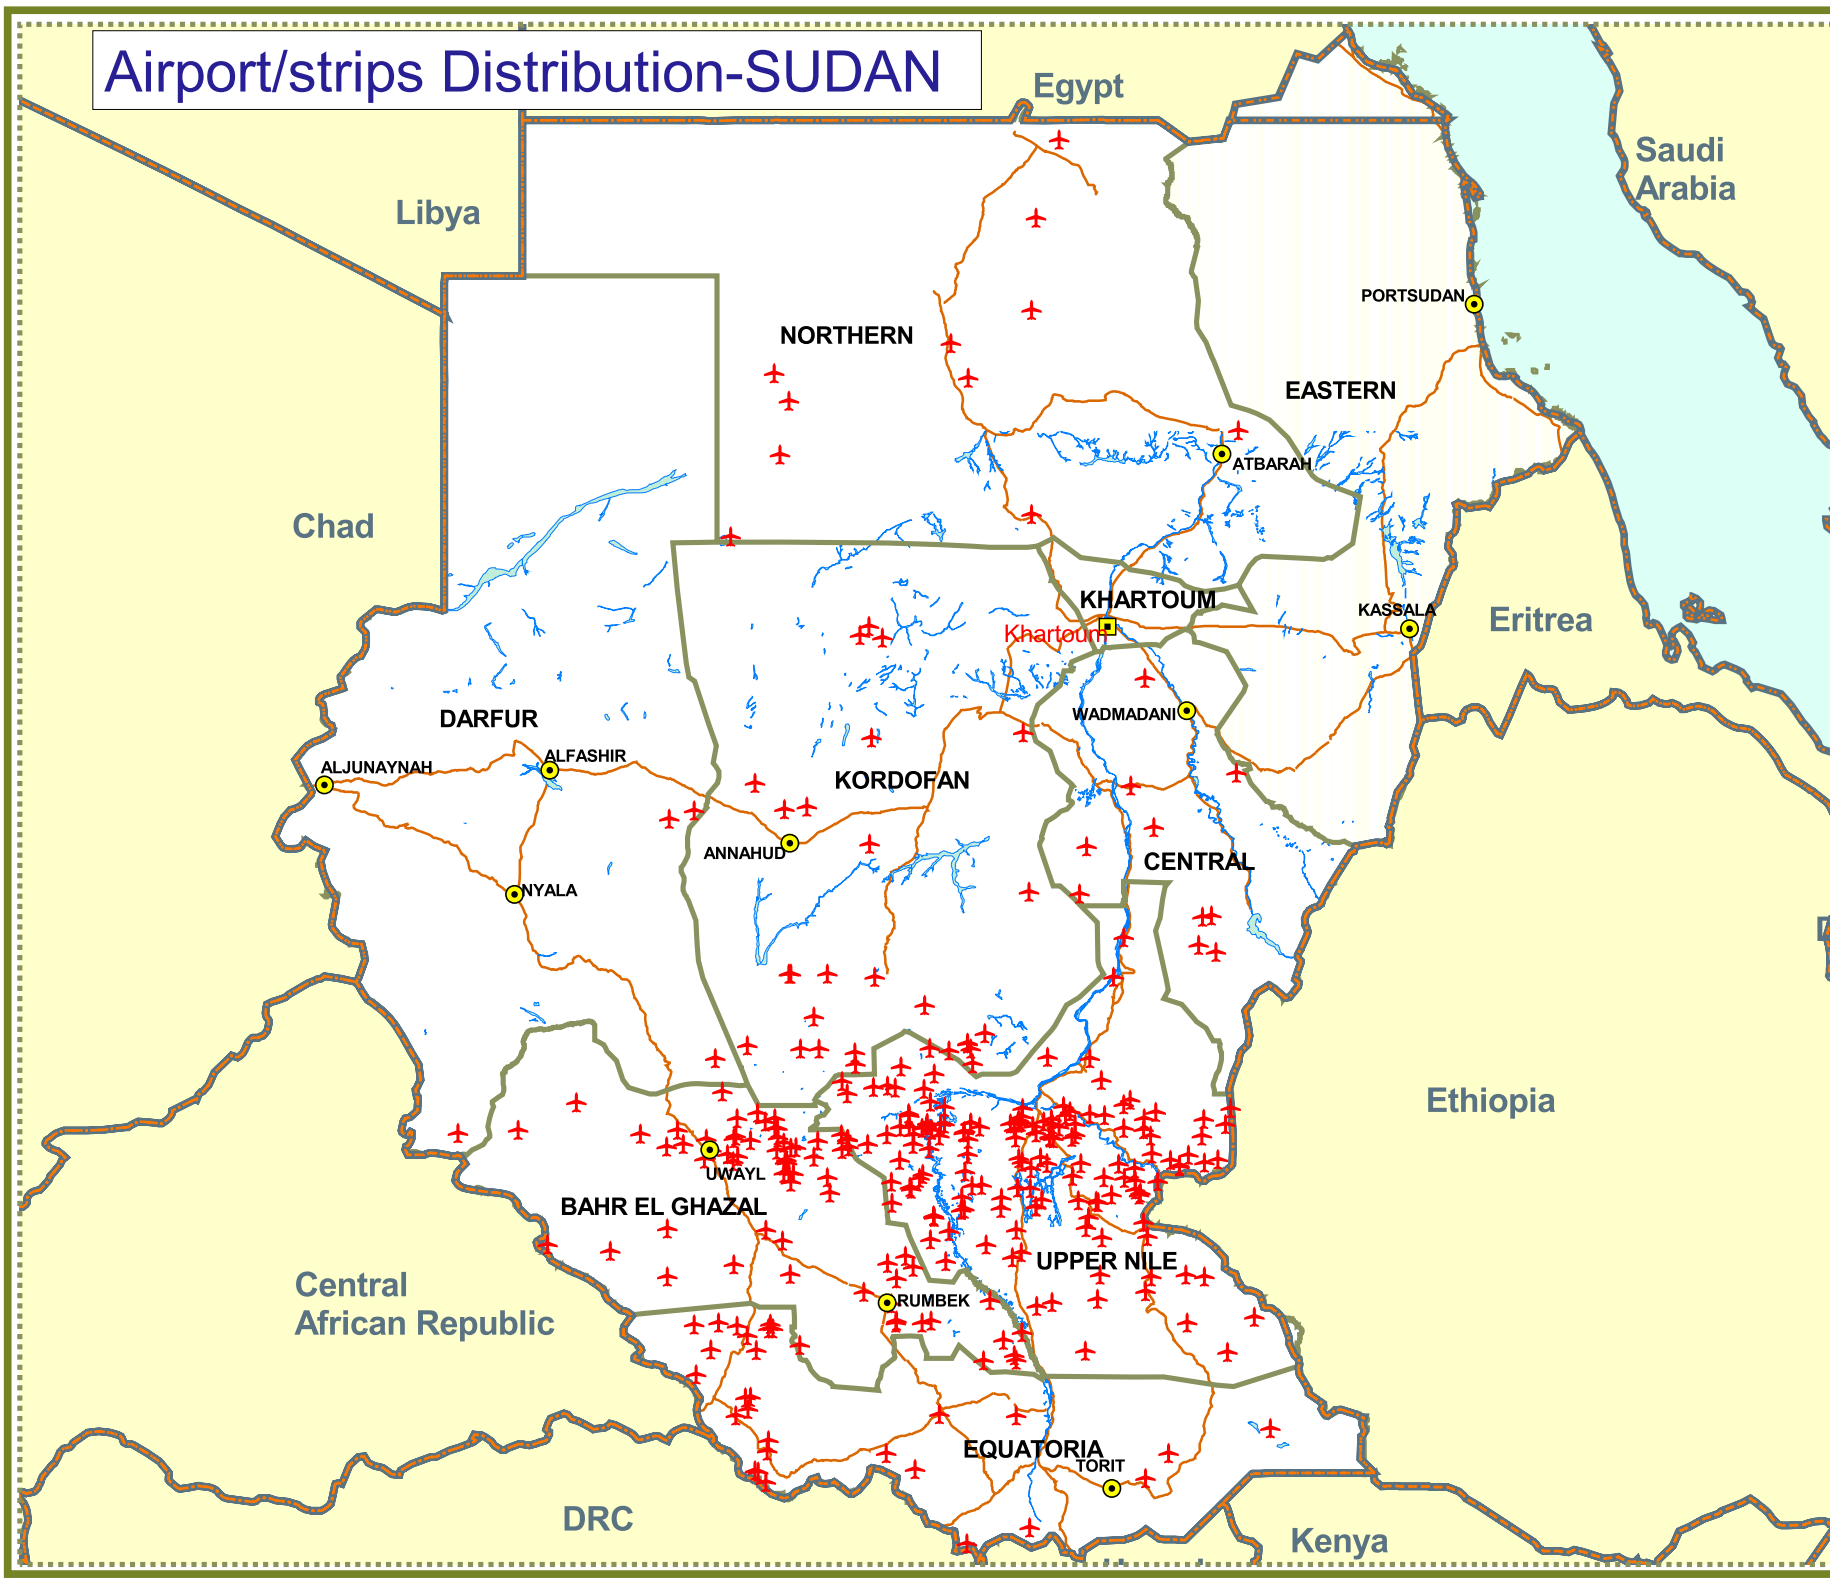 Airport/strips Distribution-SUDAN
Egypt
Saudi
Arabia
Libya
PORTSUDAN
NORTHERN
EASTERN
ATBARAH
Chad
KHARTOUM
KASSALA
Eritrea
Khartoum
DARFUR
WADMADANI
ALFASHIR
ALJUNAYNAH
KORDOFAN
ANNAHUD
CENTRAL
NYALA
Ethiopia
UWAYL
BAHR EL GHAZAL
UPPER NILE
Central
African Republic
RUMBEK
EQUATORIA
TORIT
DRC
Kenya